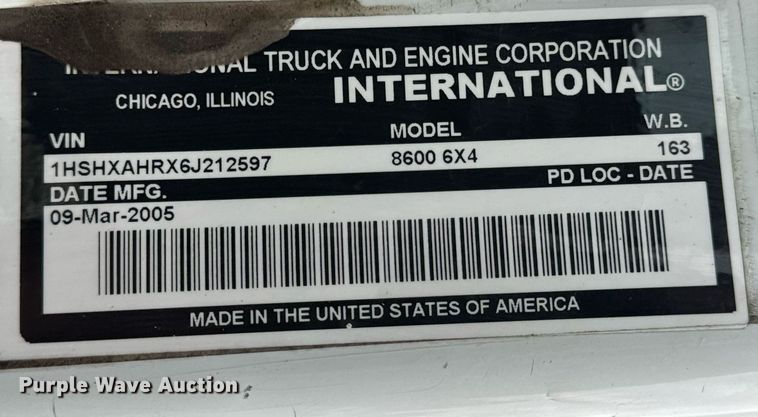 INTERNATIONAL TRUCK AND ENGINE CORPORATION
CHICAGO, ILLINOIS INTERNATIONAL®
VIN MODEL W.B.
1HSHXAHRX6J212597 8600 6X4 163
DATE MFG. PD LOC - DATE
09-Mar-2005
MADE IN THE UNITED STATES OF AMERICA
Purple Wave Auction